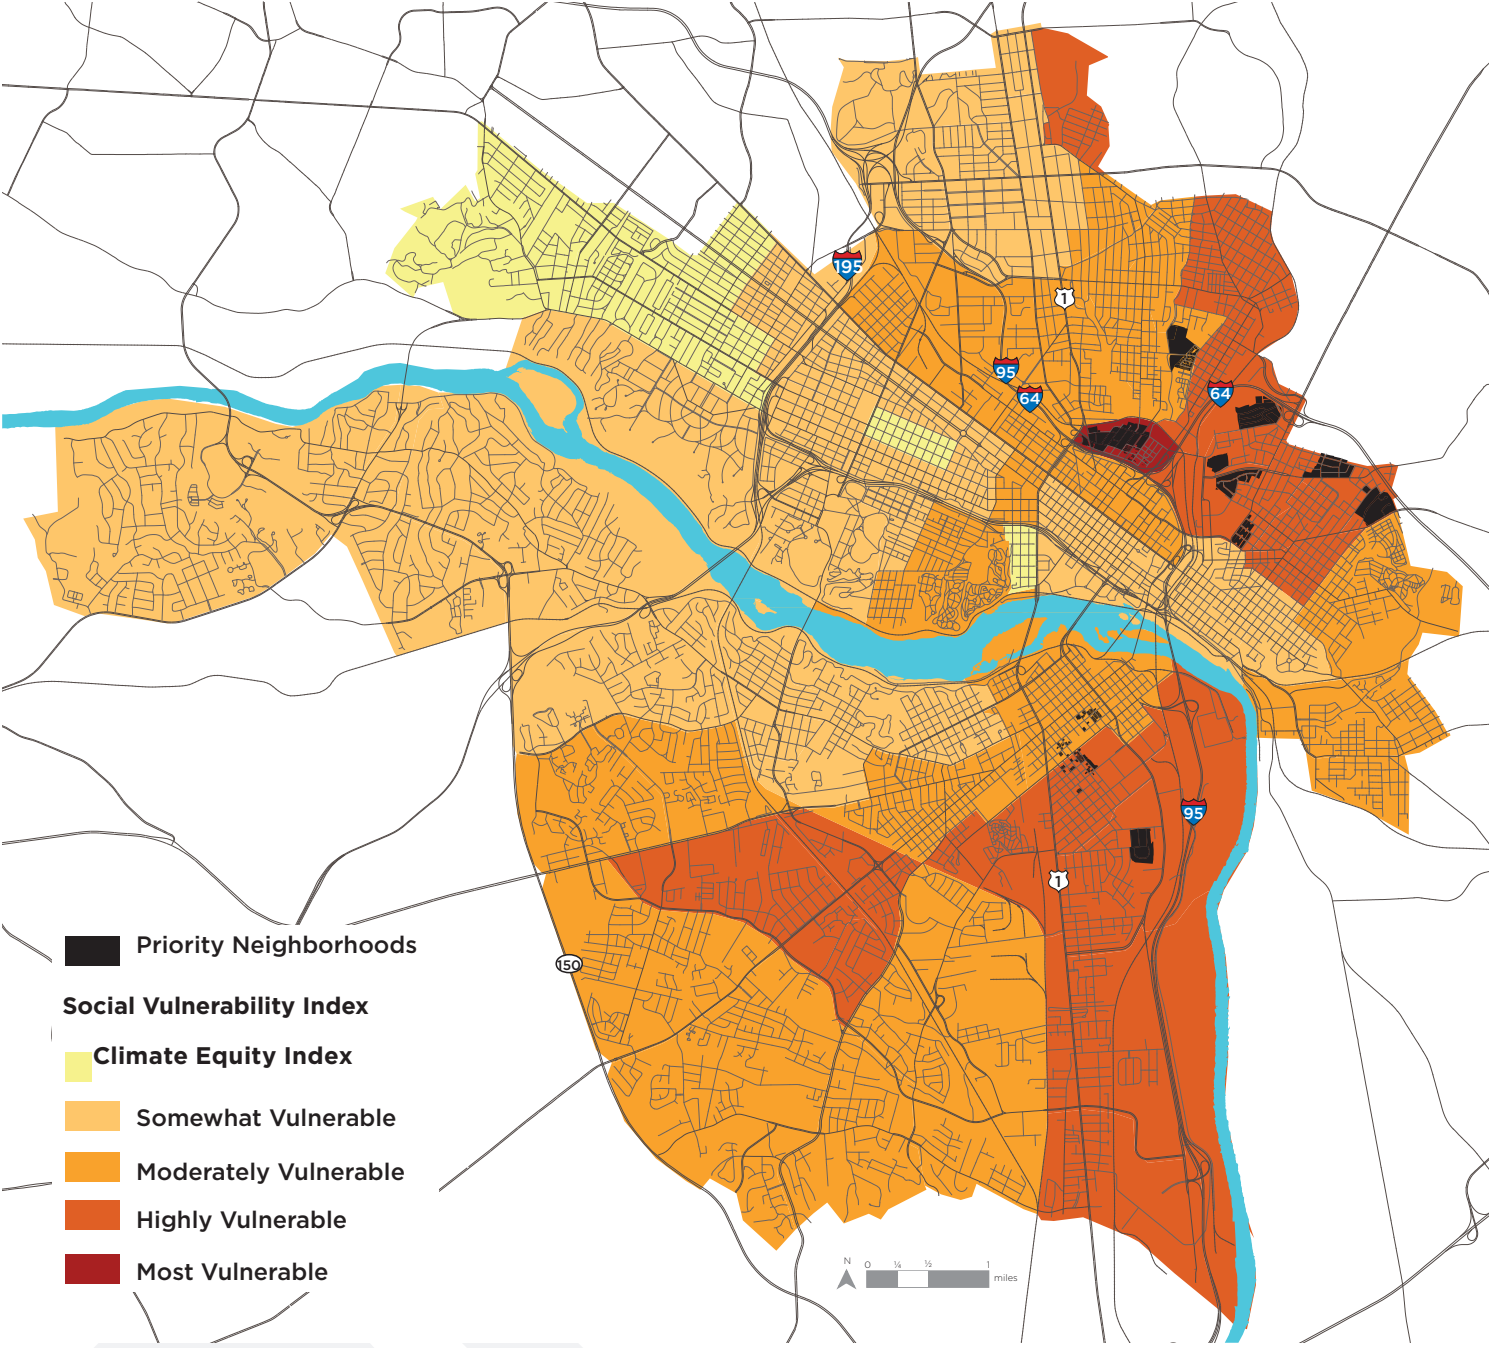 195
1
95
64
64
95
1
150
Priority Neighborhoods
Social Vulnerability Index
Climate Equity Index
Somewhat Vulnerable
Moderately Vulnerable
Highly Vulnerable
Most Vulnerable
N
0 ¼ ½ 1
miles